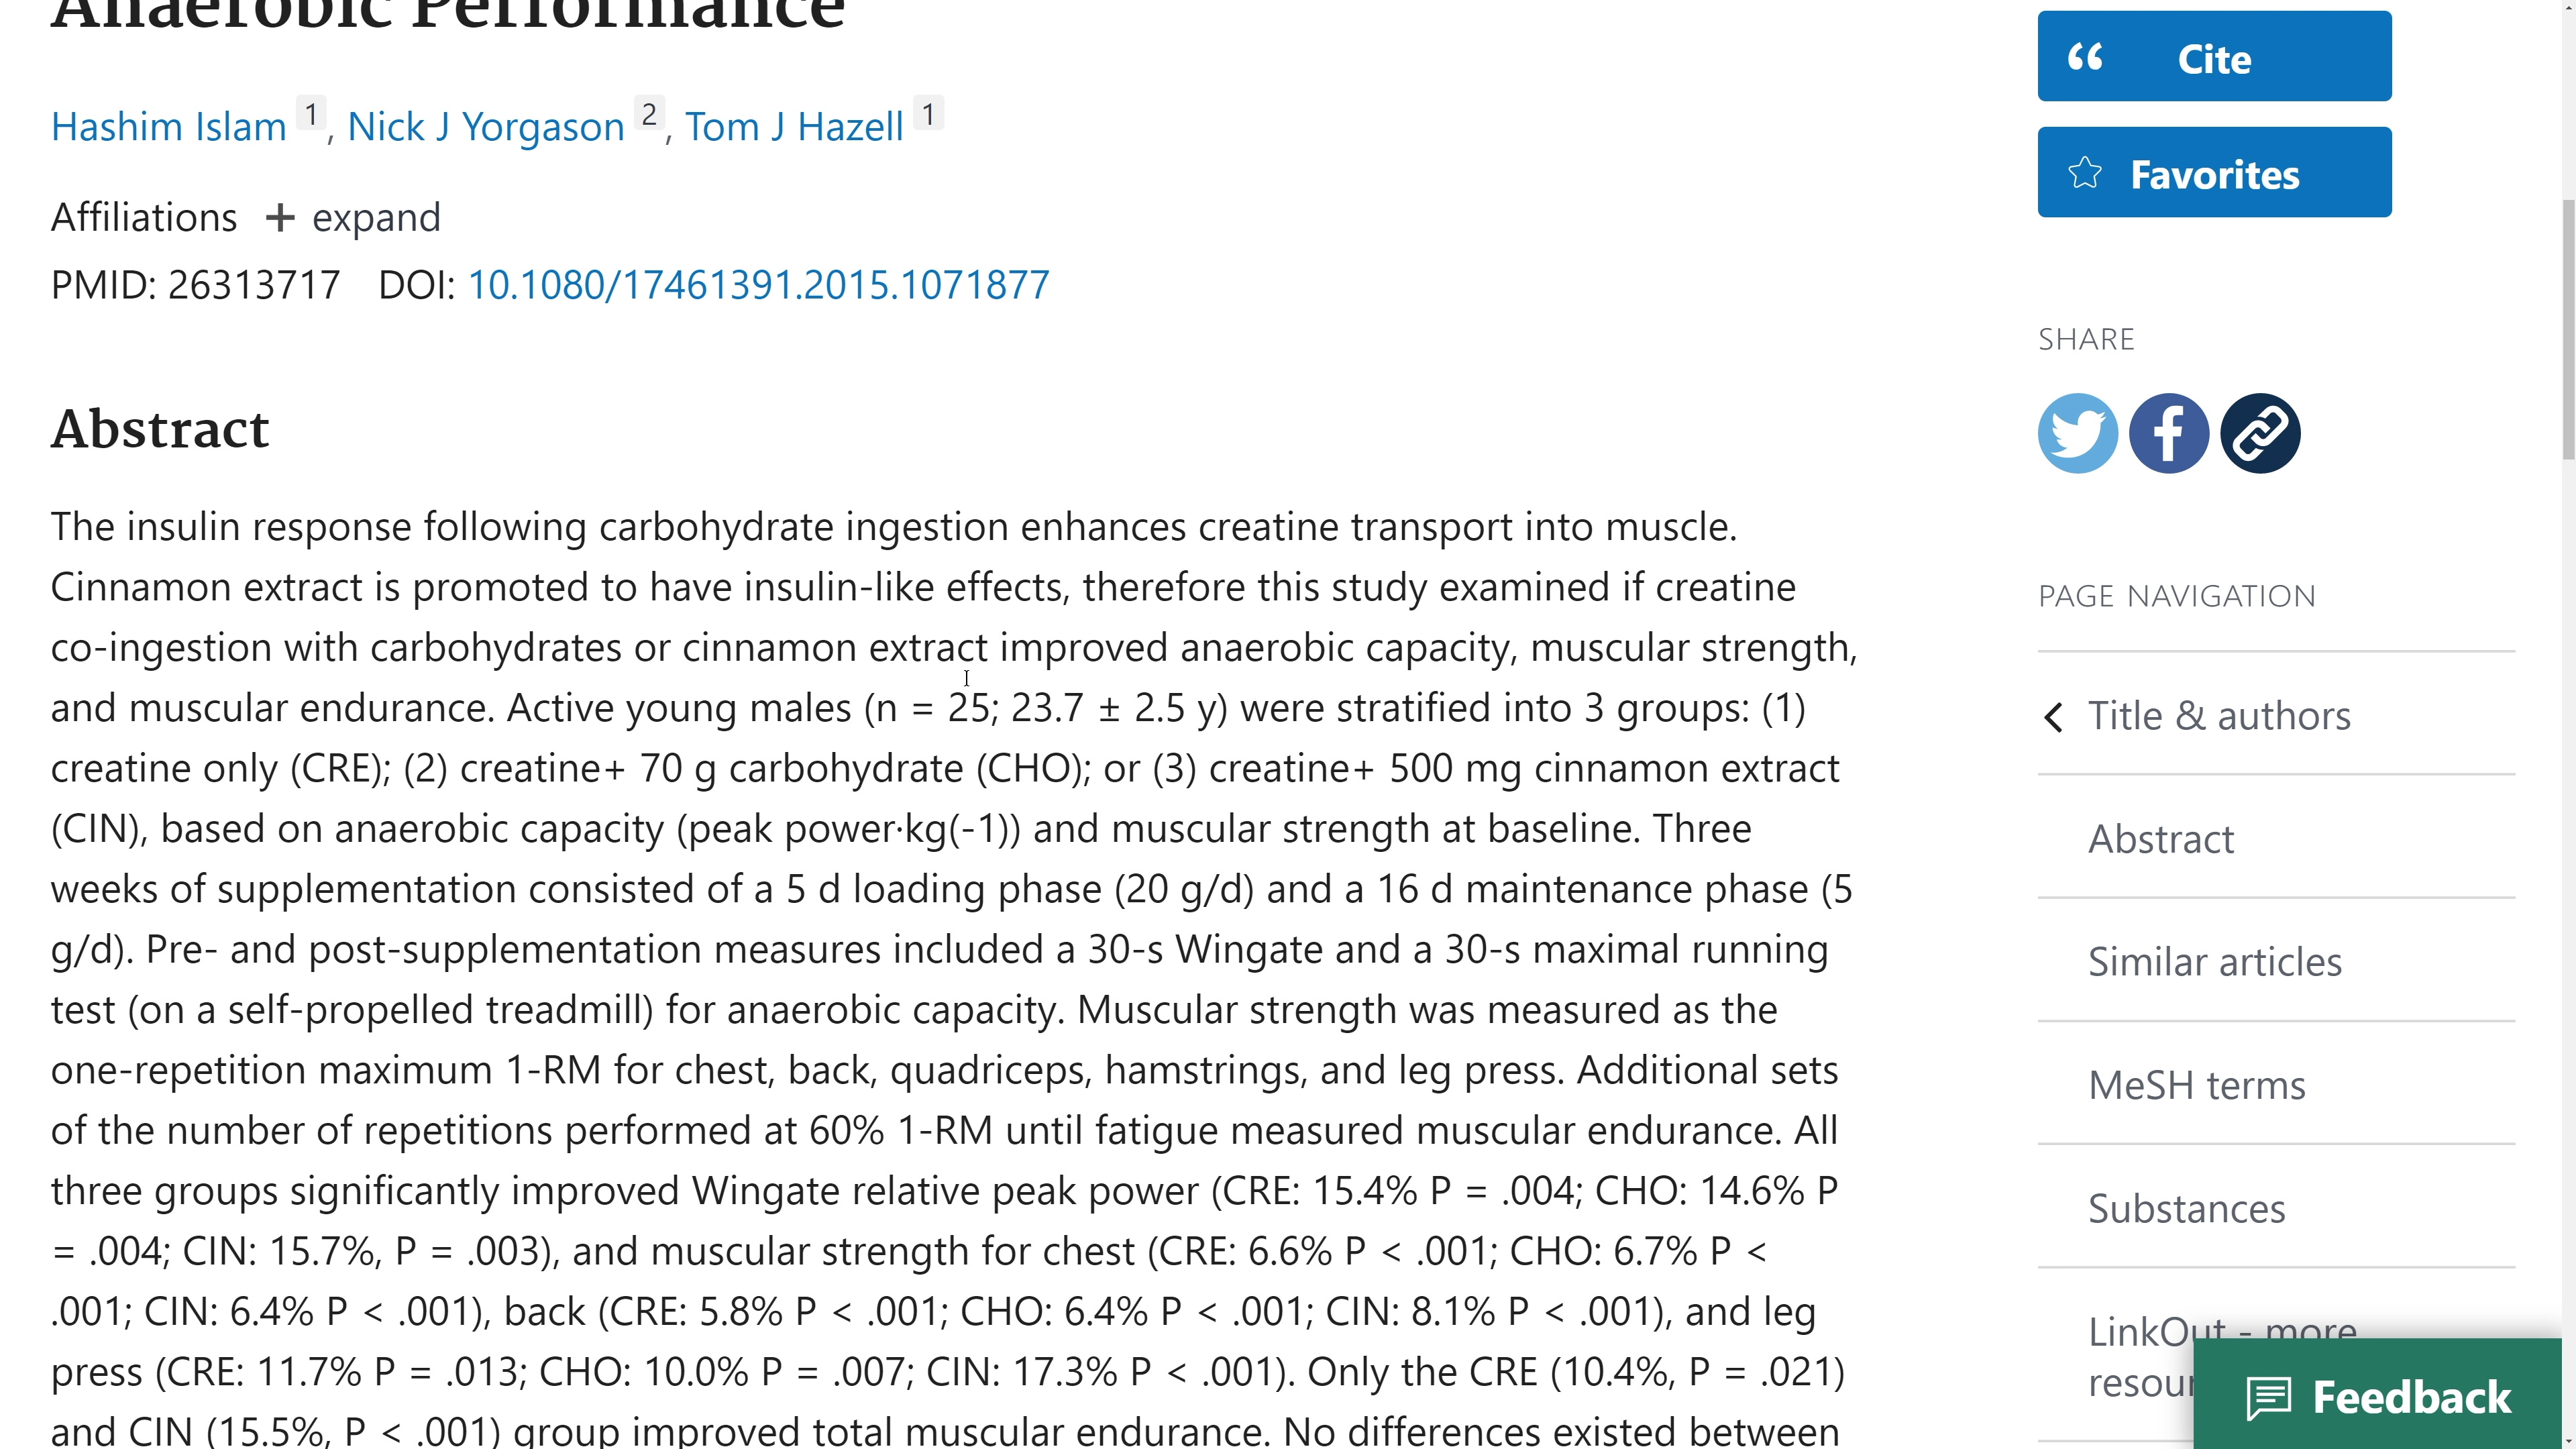 Anaerobic Performance
Hashim Islam 1, Nick J Yorgason 2, Tom J Hazell 1
Affiliations + expand
PMID: 26313717 DOI: 10.1080/17461391.2015.1071877
Abstract
The insulin response following carbohydrate ingestion enhances creatine transport into muscle.
Cinnamon extract is promoted to have insulin-like effects, therefore this study examined if creatine
co-ingestion with carbohydrates or cinnamon extract improved anaerobic capacity, muscular strength,
and muscular endurance. Active young males (n = 25; 23.7 ± 2.5 y) were stratified into 3 groups: (1)
creatine only (CRE); (2) creatine+ 70 g carbohydrate (CHO); or (3) creatine+ 500 mg cinnamon extract
(CIN), based on anaerobic capacity (peak power·kg(-1)) and muscular strength at baseline. Three
weeks of supplementation consisted of a 5 d loading phase (20 g/d) and a 16 d maintenance phase (5
g/d). Pre- and post-supplementation measures included a 30-s Wingate and a 30-s maximal running
test (on a self-propelled treadmill) for anaerobic capacity. Muscular strength was measured as the
one-repetition maximum 1-RM for chest, back, quadriceps, hamstrings, and leg press. Additional sets
of the number of repetitions performed at 60% 1-RM until fatigue measured muscular endurance. All
three groups significantly improved Wingate relative peak power (CRE: 15.4% P = .004; CHO: 14.6% P
= .004; CIN: 15.7%, P = .003), and muscular strength for chest (CRE: 6.6% P < .001; CHO: 6.7% P <
.001; CIN: 6.4% P < .001), back (CRE: 5.8% P < .001; CHO: 6.4% P < .001; CIN: 8.1% P < .001), and leg
press (CRE: 11.7% P = .013; CHO: 10.0% P = .007; CIN: 17.3% P < .001). Only the CRE (10.4%, P = .021)
and CIN (15.5%, P < .001) group improved total muscular endurance. No differences existed between
Cite
Favorites
SHARE
PAGE NAVIGATION
Title & authors
Abstract
Similar articles
MeSH terms
Substances
LinkOut - more
Feedback